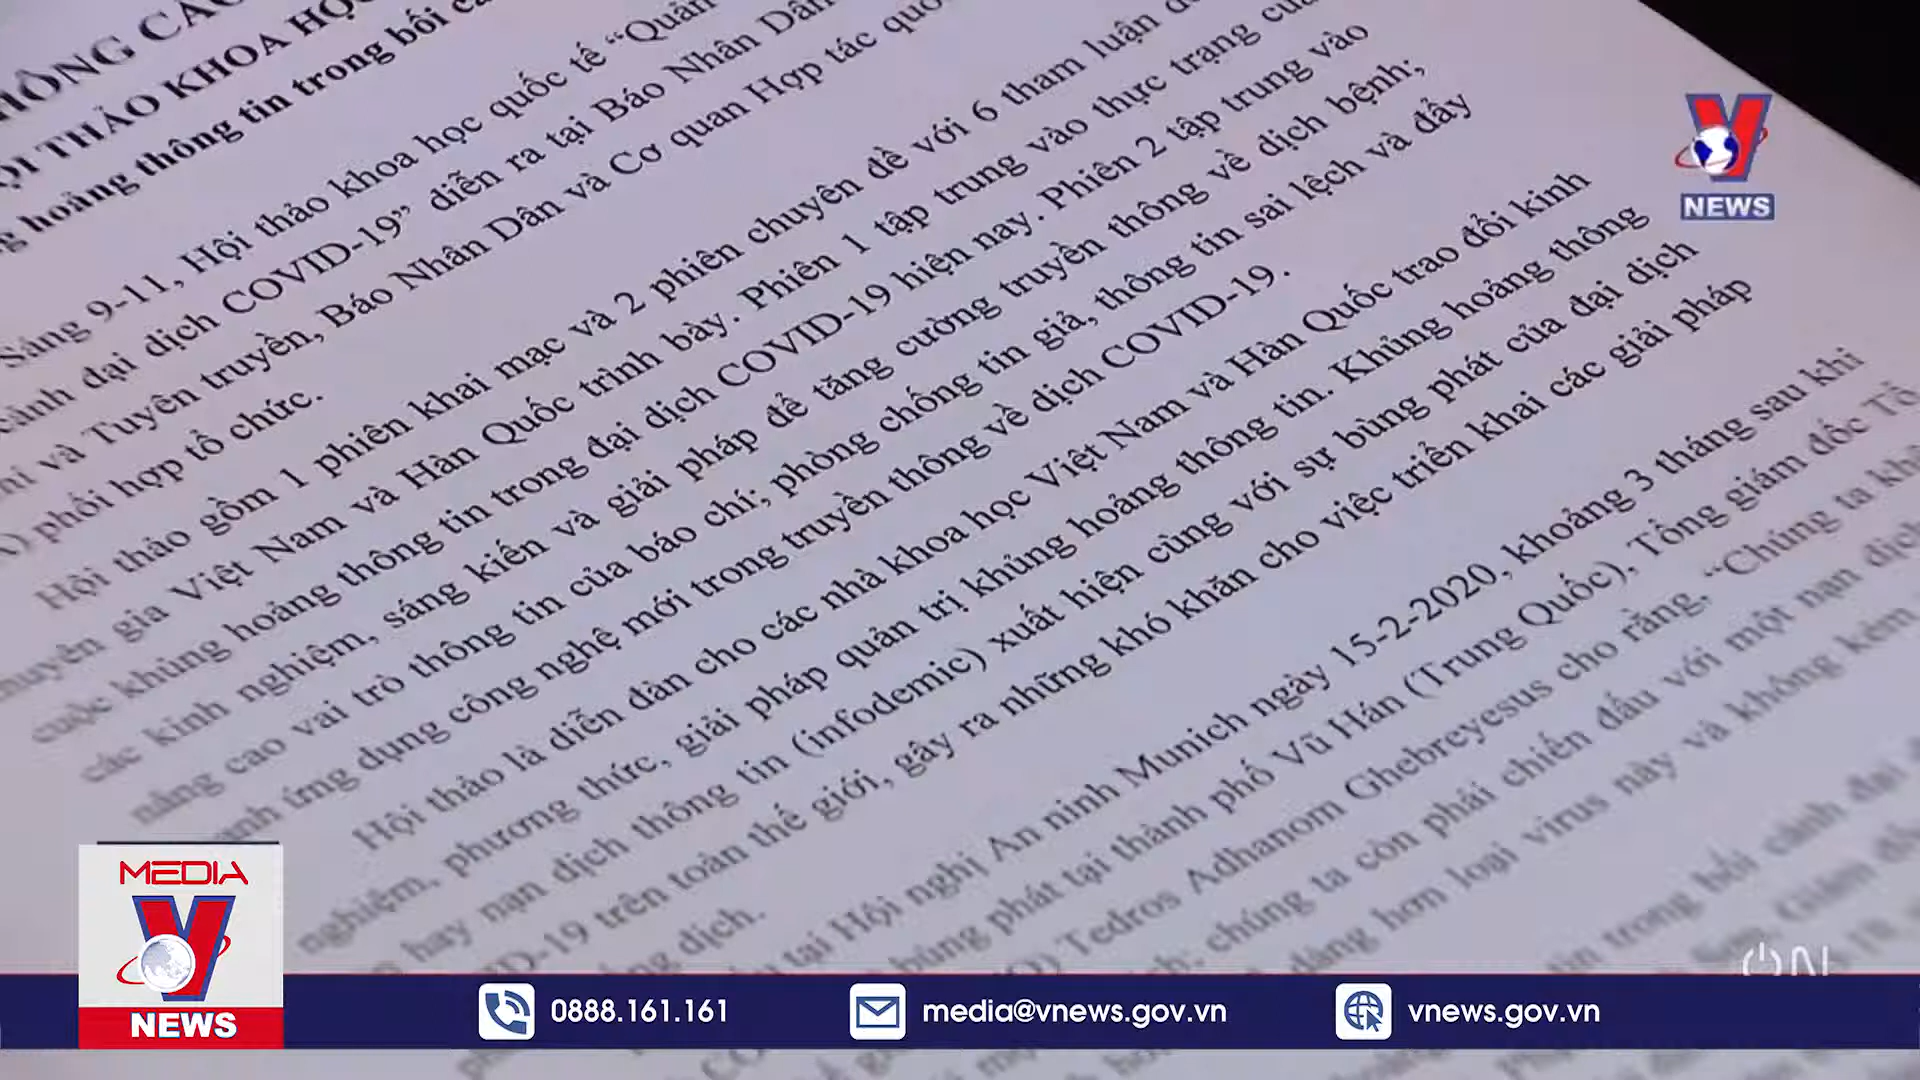 HÔNG CÁO
ỘI THẢO KHOA HỌC
hoảng thông tin trong bối
Sáng 9-11, Hội thảo khoa học quốc tế “Quản
cảnh đại dịch COVID-19” diễn ra tại Báo Nhân Dân
và Tuyên truyền, Báo Nhân Dân và Cơ quan Hợp tác quốc
phối hợp tổ chức.
Hội thảo gồm 1 phiên khai mạc và 2 phiên chuyên đề với 6 tham luận
gia Việt Nam và Hàn Quốc trình bày. Phiên 1 tập trung vào thực trạng của
cuộc khủng hoảng thông tin trong đại dịch COVID-19 hiện nay. Phiên 2 tập trung vào
các kinh nghiệm, sáng kiến và giải pháp để tăng cường truyền thông về dịch bệnh;
nâng cao vai trò thông tin của báo chí; phòng chống tin giả, thông tin sai lệch và đẩy
ứng dụng công nghệ mới trong truyền thông về dịch COVID-19.
Hội thảo là diễn đàn cho các nhà khoa học Việt Nam và Hàn Quốc trao đổi kinh
nghiệm, phương thức, giải pháp quản trị khủng hoảng thông tin. Khủng hoảng thông
hay nạn dịch thông tin (infodemic) xuất hiện cùng với sự bùng phát của đại dịch
D-19 trên toàn thế giới, gây ra những khó khăn cho việc triển khai các giải pháp
dịch.
tại Hội nghị An ninh Munich ngày 15-2-2020, khoảng 3 tháng sau khi
bùng phát tại thành phố Vũ Hán (Trung Quốc), Tổng giám đốc Tổ
Tedros Adhanom Ghebreyesus cho rằng, “Chúng ta
chúng ta còn phải chiến đấu với một nạn dịch
dàng hơn loại virus này và không kém
tin trong bối cảnh đại
NEWS
MEDIA
NEWS
0888.161.161
media@vnews.gov.vn
vnews.gov.vn